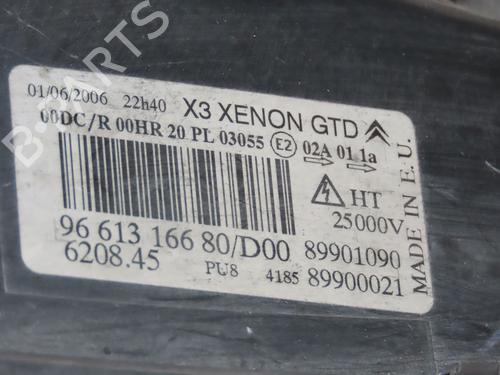 B-PARTS
01/06/2006 22h40 X3 XENON GTD
00DC/R 00HR 20 PL 03055 E2 02A 01 1a
HT
25000V
96 613 166 80/D00 89901090
6208.45 PU8 4185 89900021
MADE IN E.U.